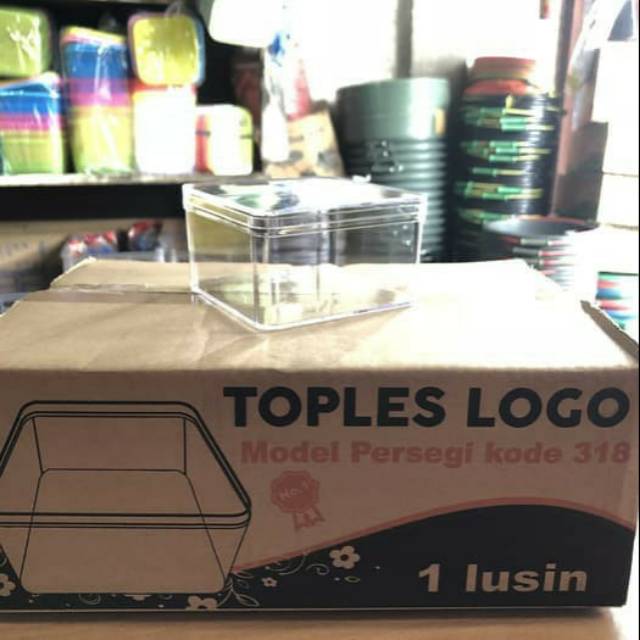 TOPLES LOGO
Model Persegi kode 318
No.1
1 lusin